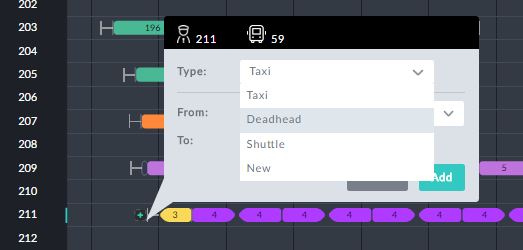 202
203
196
211
59
Type:
Taxi
205
Taxi
206
From:
Deadhead
207
208
To:
Shuttle
209
New
5
Add
210
211
3
4
4
4
4
4
4
4
212